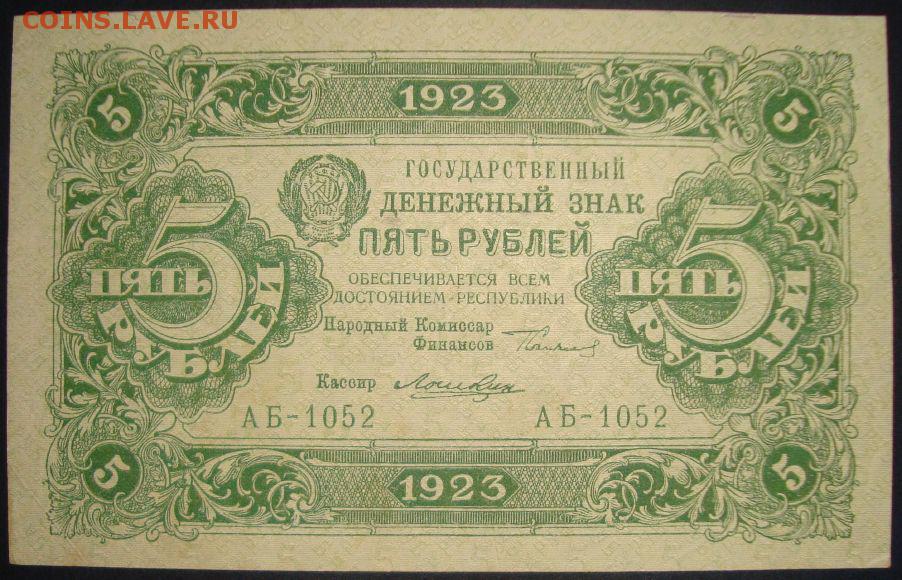 COINS.LAVE.RU
1923
5
5
ГОСУДАРСТВЕННЫЙ
ДЕНЕЖНЫЙ ЗНАК
ПЯТЬ РУБЛЕЙ
ОБЕСПЕЧИВАЕТСЯ ВСЕМ
ДОСТОЯНИЕМ РЕСПУБЛИКИ
Народный Комиссар
Финансов
Кассир
5
ПЯТЬ
РУБЛЕЙ
5
ПЯТЬ
РУБЛЕЙ
АБ-1052
АБ-1052
5
1923
5